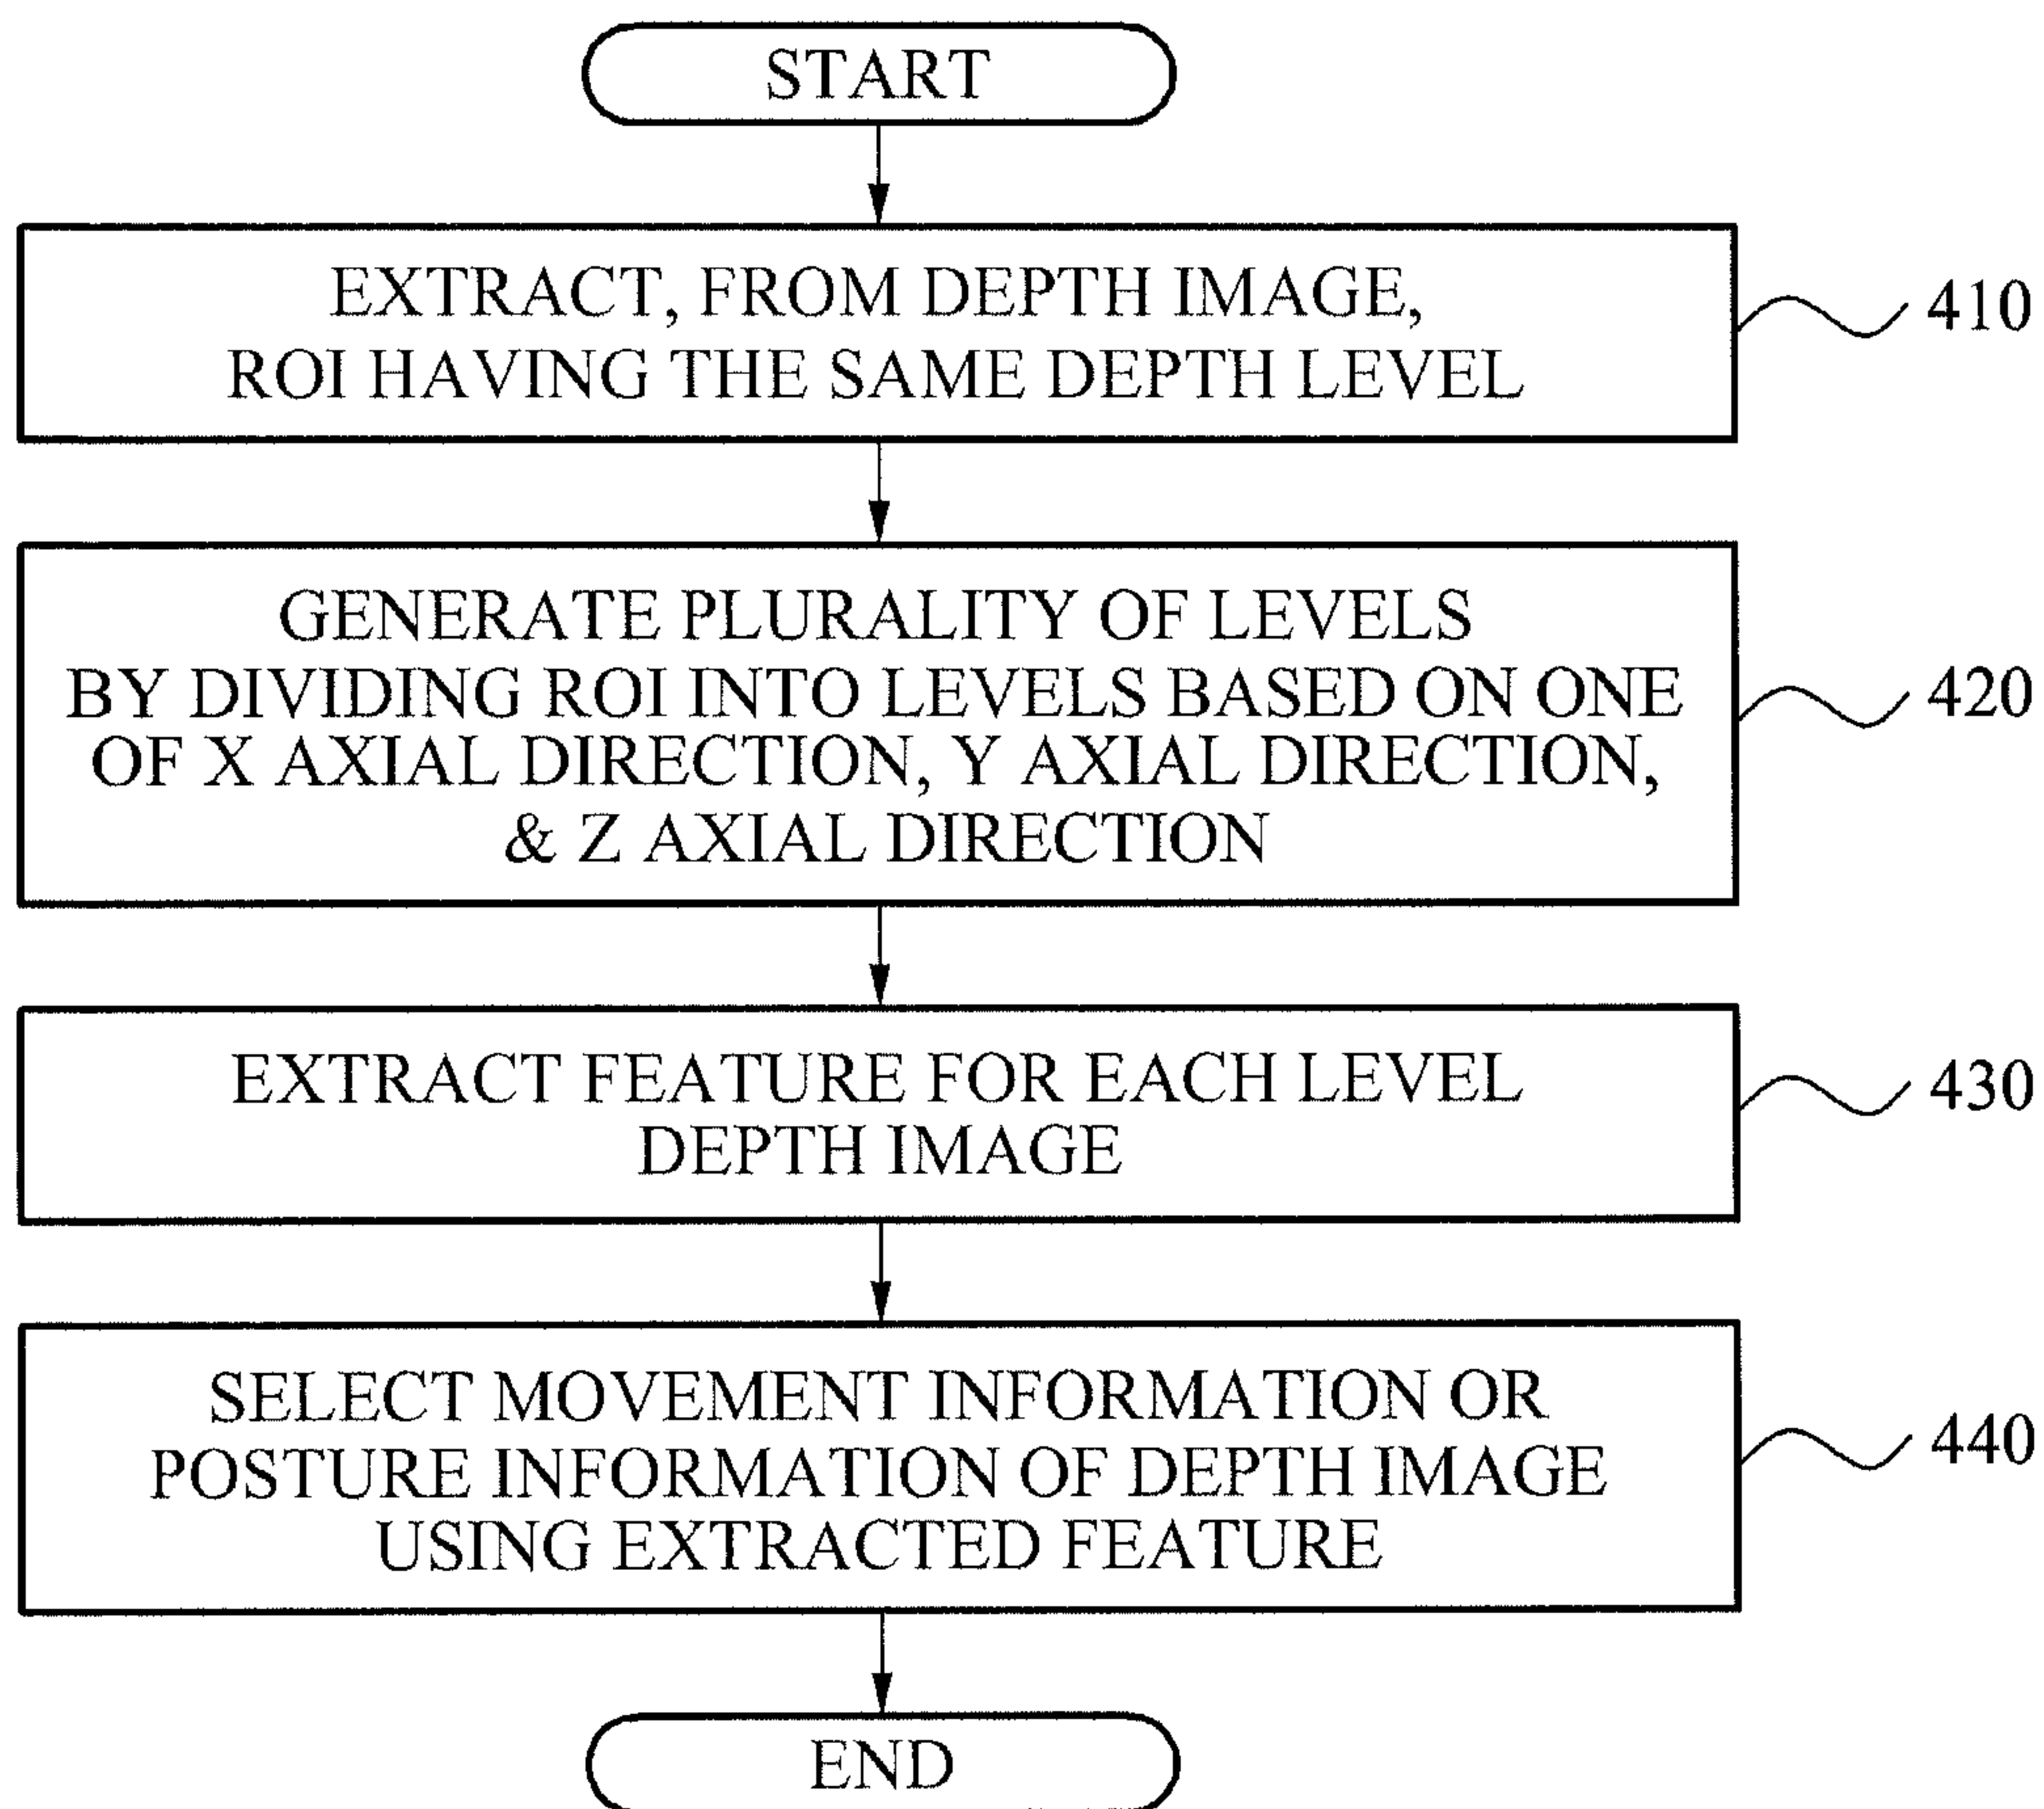 START
EXTRACT, FROM DEPTH IMAGE,
ROI HAVING THE SAME DEPTH LEVEL
410
GENERATE PLURALITY OF LEVELS
BY DIVIDING ROI INTO LEVELS BASED ON ONE
OF X AXIAL DIRECTION, Y AXIAL DIRECTION,
& Z AXIAL DIRECTION
420
EXTRACT FEATURE FOR EACH LEVEL
DEPTH IMAGE
430
SELECT MOVEMENT INFORMATION OR
POSTURE INFORMATION OF DEPTH IMAGE
USING EXTRACTED FEATURE
440
END